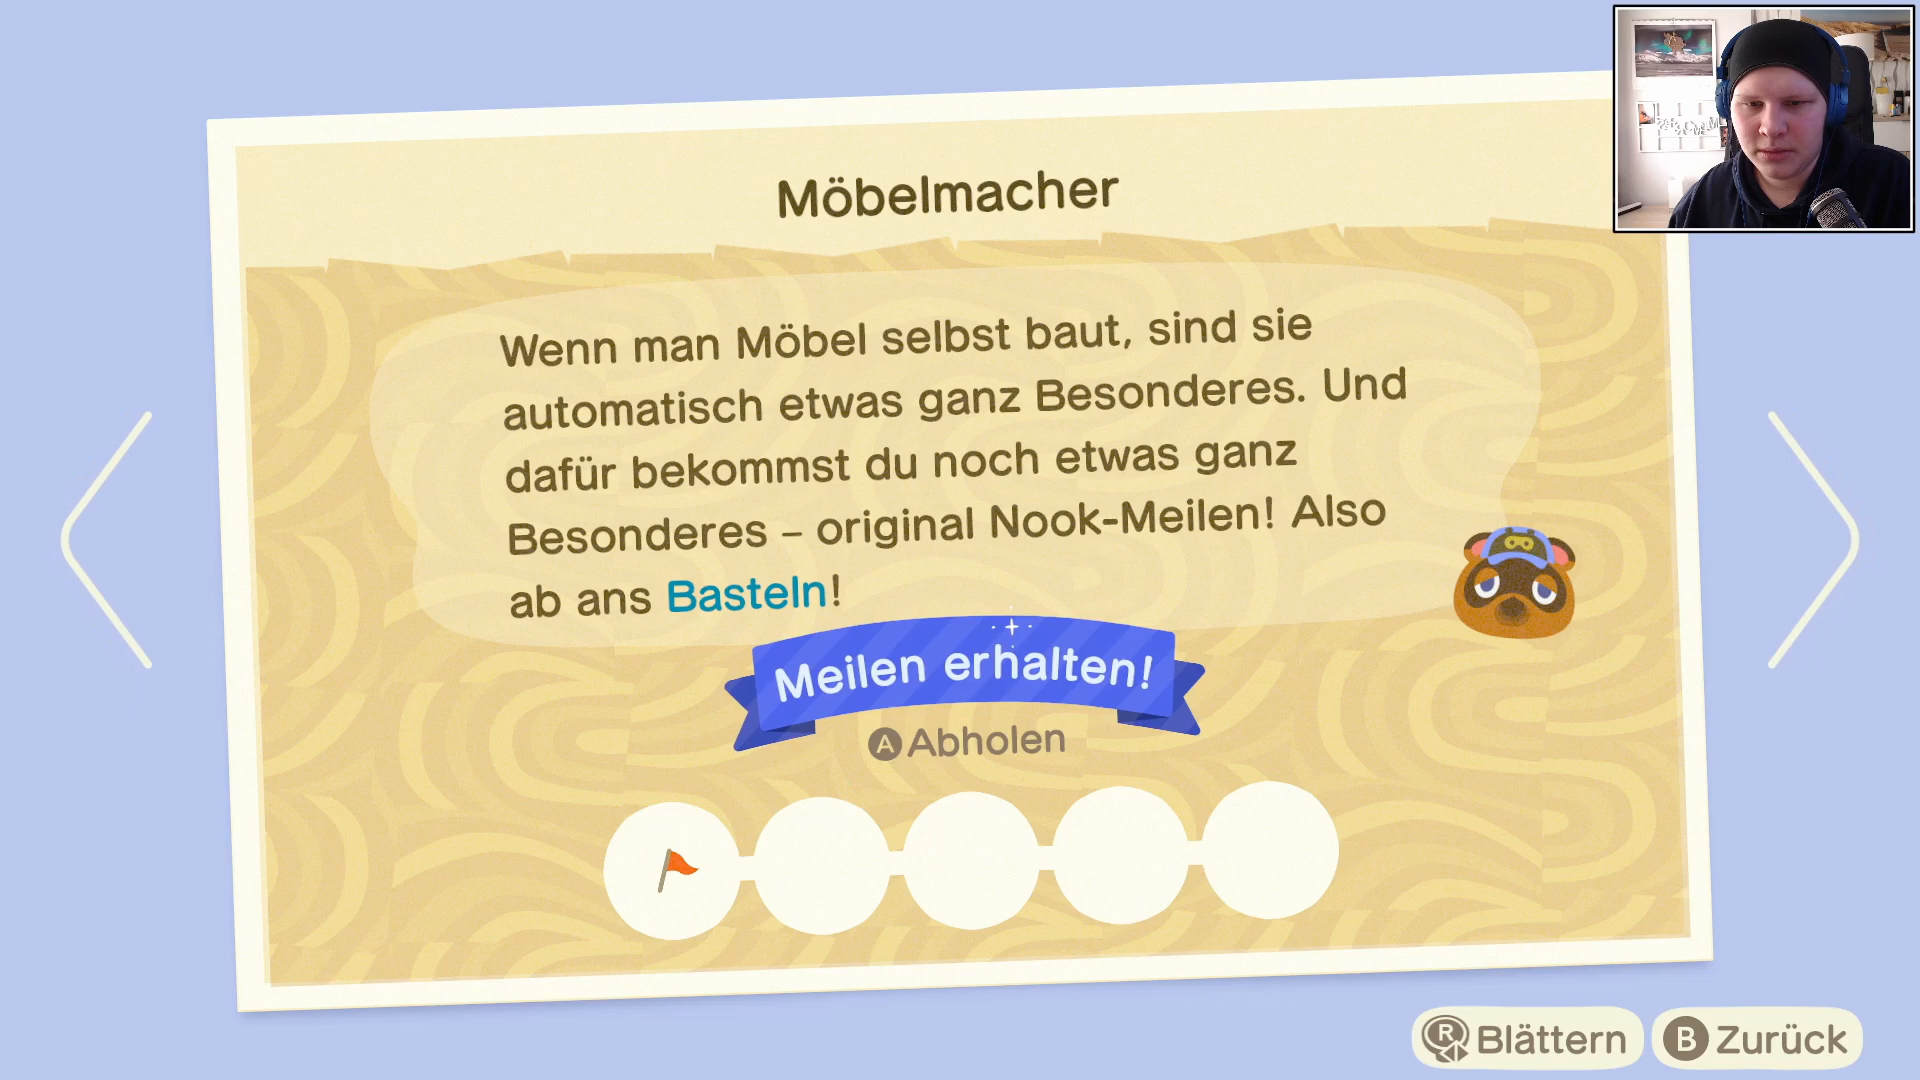 Möbelmacher
Wenn man Möbel selbst baut, sind sie
automatisch etwas ganz Besonderes. Und
dafür bekommst du noch etwas ganz
Besonderes – original Nook-Meilen! Also
ab ans Basteln!
Meilen erhalten!
A Abholen
R Blättern
B Zurück